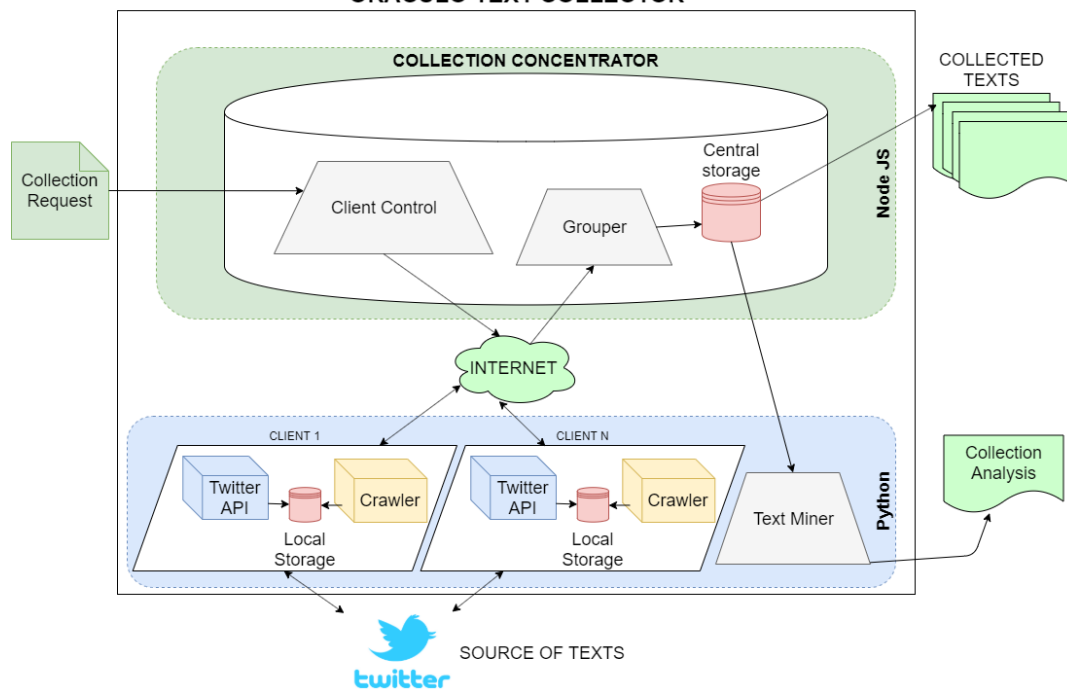 COLLECTION CONCENTRATOR
COLLECTED
TEXTS
Collection
Request
Client Control
Grouper
Central
storage
Node JS
INTERNET
CLIENT 1
CLIENT N
Twitter
API
Crawler
Local
Storage
Twitter
API
Crawler
Local
Storage
Text Miner
Python
Collection
Analysis
twitter
SOURCE OF TEXTS